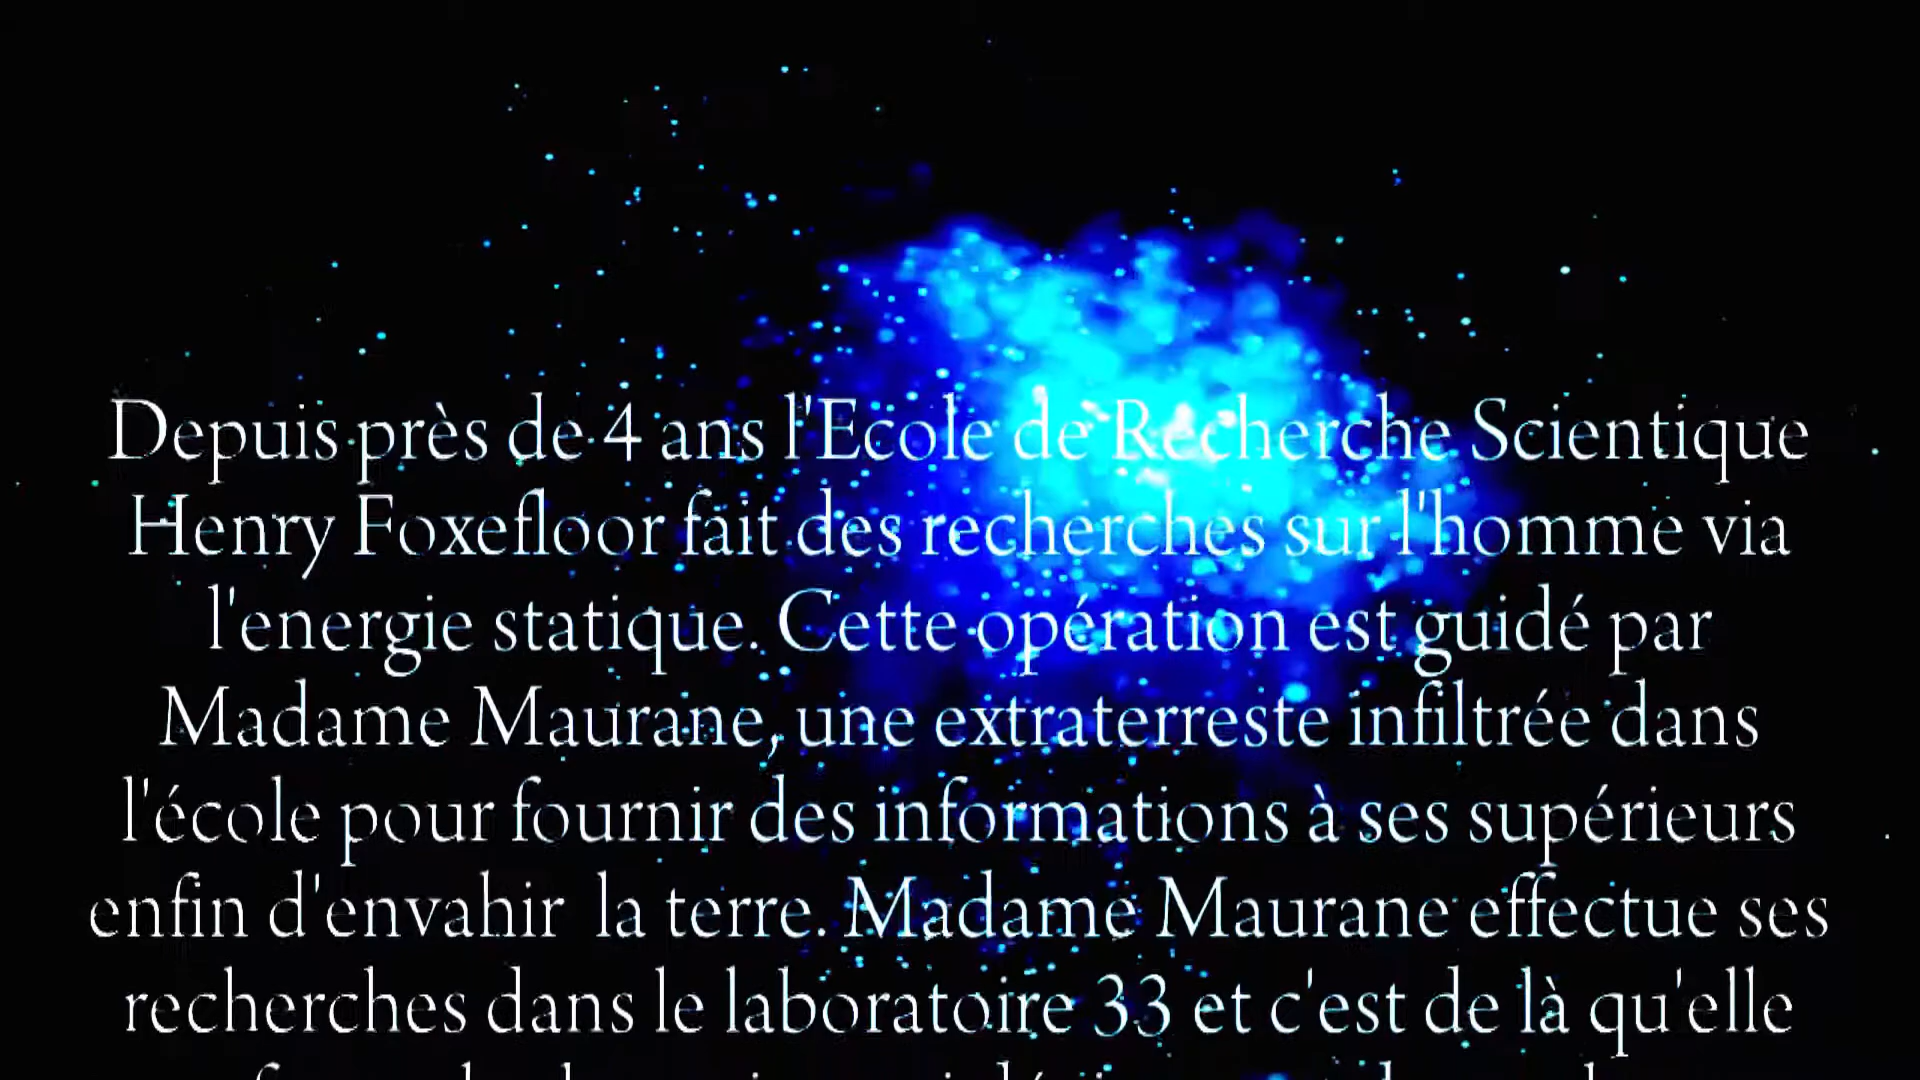 Depuis près de 4 ans l'Ecole de Recherche Scientique
Henry Foxefloor fait des recherches sur l'homme via
l'energie statique. Cette opération est guidé par
Madame Maurane, une extraterreste infiltrée dans
l'école pour fournir des informations à ses supérieurs
enfin d'envahir la terre. Madame Maurane effectue ses
recherches dans le laboratoire 33 et c'est de là qu'elle